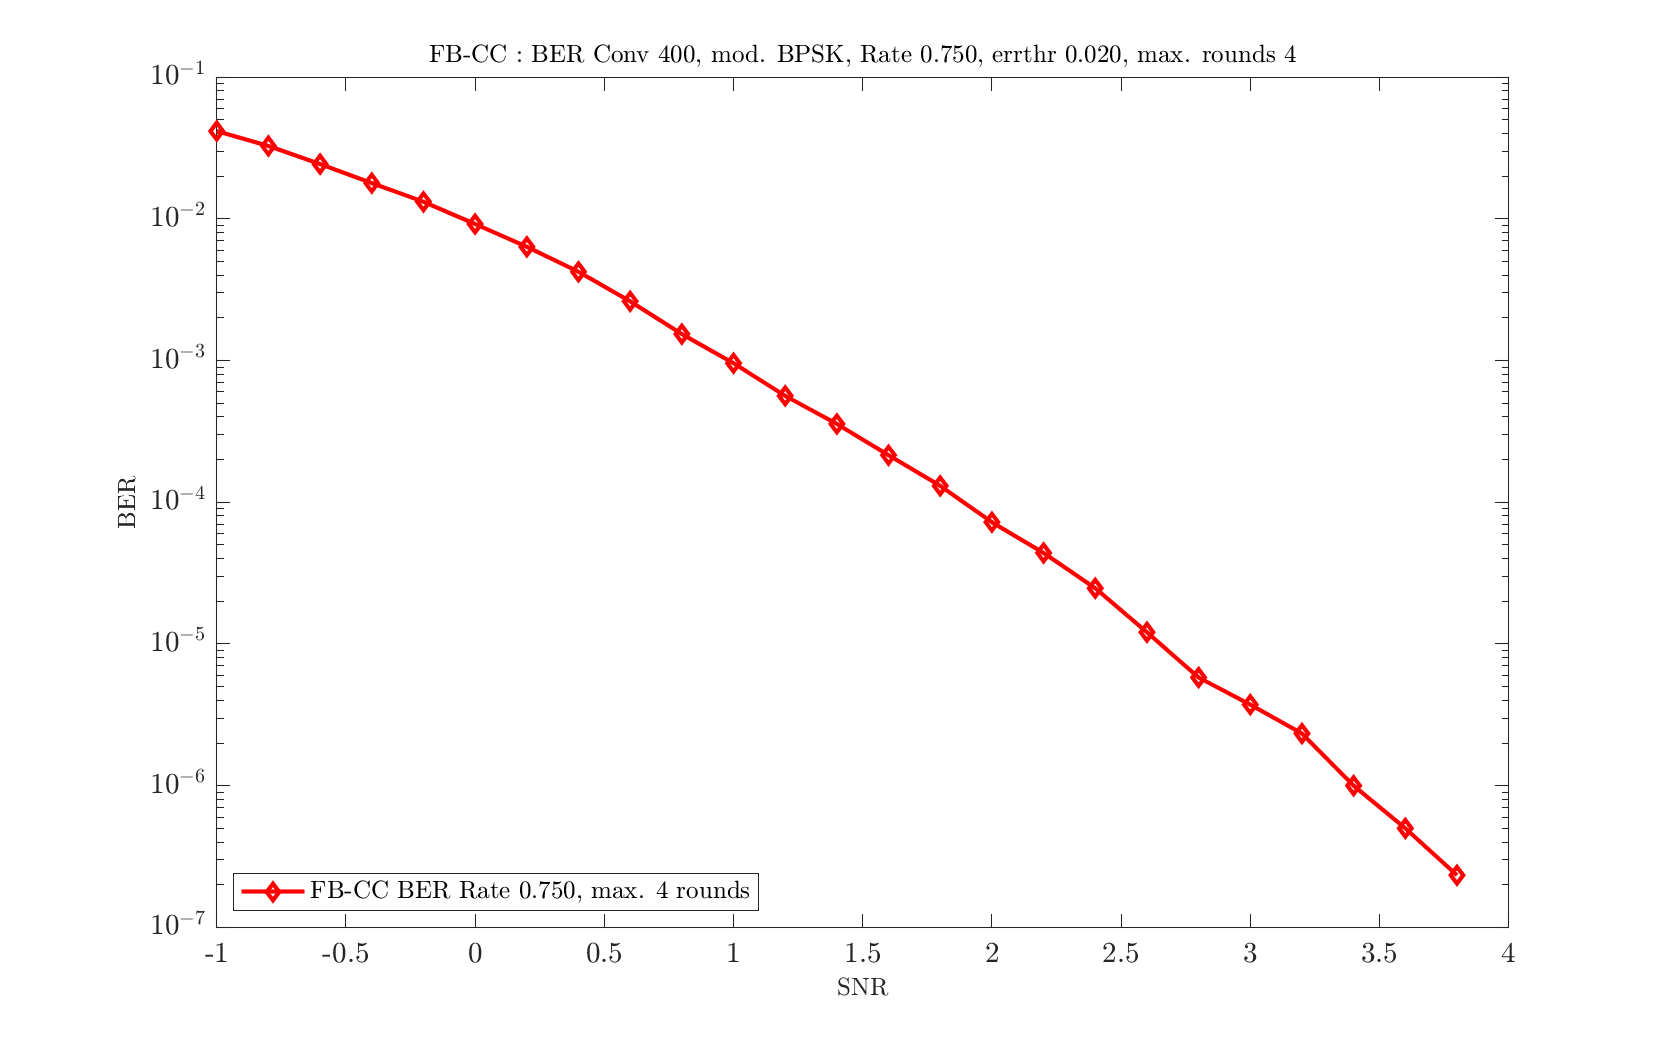 FB-CC : BER Conv 400, mod. BPSK, Rate 0.750, errthr 0.020, max. rounds 4
10⁻¹
10⁻²
10⁻³
10⁻⁴
10⁻⁵
10⁻⁶
10⁻⁷
BER
FB-CC BER Rate 0.750, max. 4 rounds
-1 -0.5 0 0.5 1 1.5 2 2.5 3 3.5 4
SNR